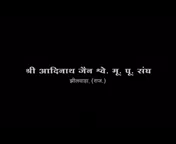 श्री आदिनाथ जैन श्वे. मू. पू. संघ
झीलवाडा, (राज.)